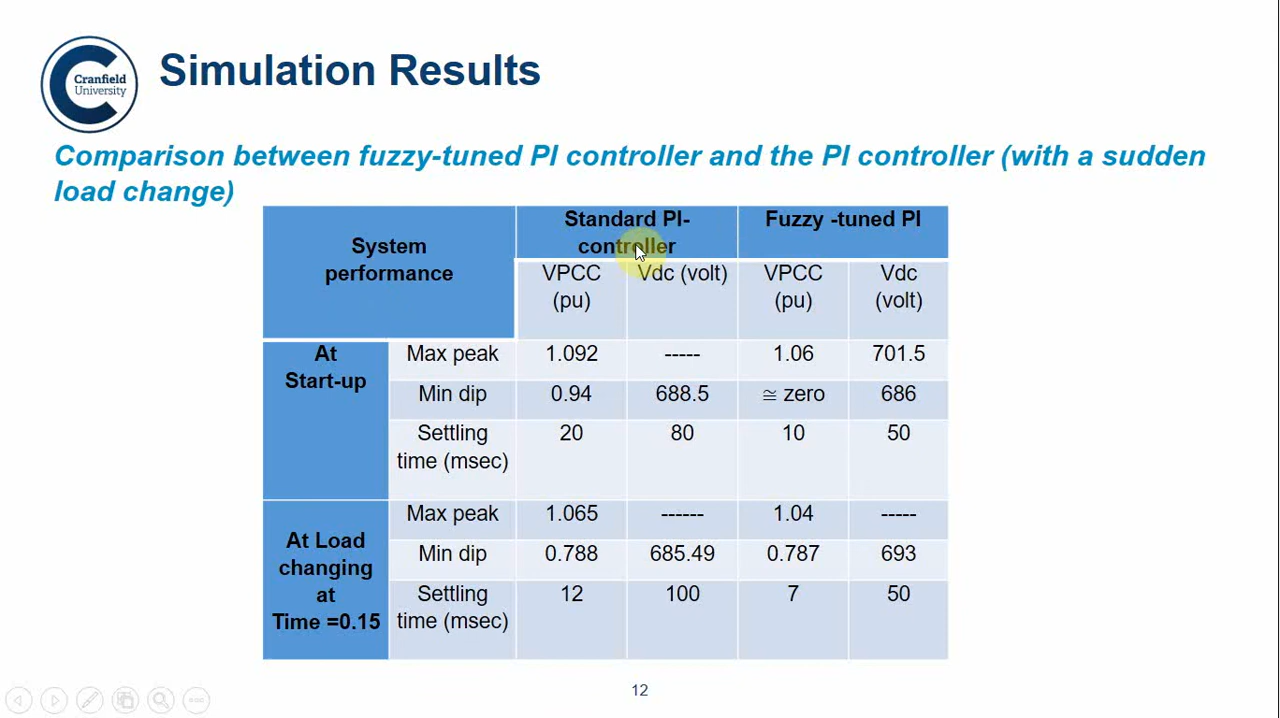 Cranfield
University
Simulation Results
Comparison between fuzzy-tuned PI controller and the PI controller (with a sudden
load change)
System
performance
Standard PI-
controller
Fuzzy -tuned PI
VPCC
(pu)
Vdc (volt)
VPCC
(pu)
Vdc
(volt)
At
Start-up
Max peak 1.092 ----- 1.06 701.5
Min dip 0.94 688.5 ≅ zero 686
Settling
time (msec)
20 80 10 50
At Load
changing
at
Time =0.15
Max peak 1.065 ------ 1.04 -----
Min dip 0.788 685.49 0.787 693
Settling
time (msec)
12 100 7 50
12